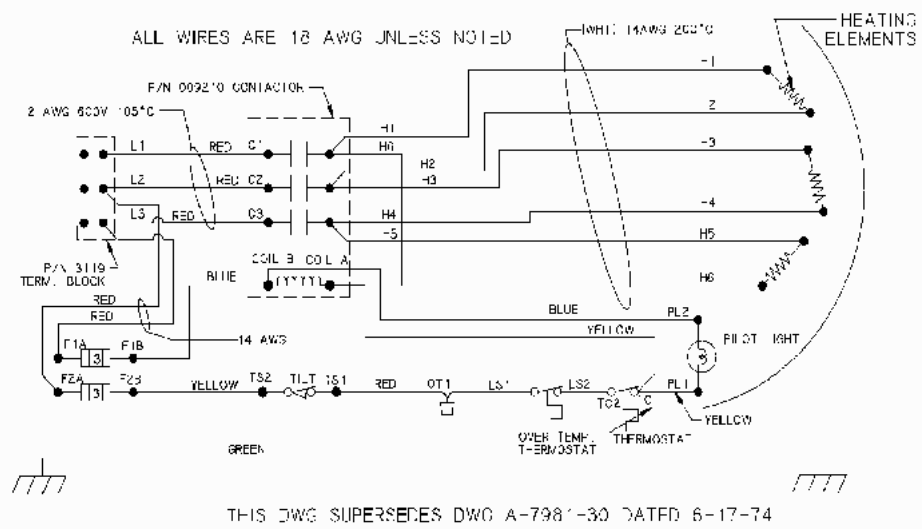 ALL WIRES ARE 18 AWG UNLESS NOTED
(WHT) 14AWG 200°C
HEATING
ELEMENTS
P/N 009210 CONTACTOR
2 AWG 600V 105°C
H1
H6
L1
RED
C1
2
H2
L2
RED
C2
H3
-3
L3
RED
C3
H4
-4
H5
H5
P/N 3119
TERM. BLOCK
BLUE
COIL B
COIL A
H6
RED
RED
BLUE
PL2
YELLOW
14 AWG
PILOT LIGHT
F1A
3
F1B
3
F2A
3
F2B
YELLOW
TS2
TILT
TS1
RED
OT1
LS1
LS2
TC2
C
PL1
YELLOW
OVER TEMP.
THERMOSTAT
THERMOSTAT
GREEN
THIS DWG SUPERSEDES DWG A-7981-30 DATED 6-17-74